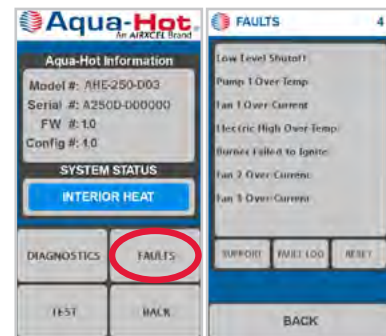 Aqua-Hot
An AIRXCEL Brand
Aqua-Hot Information
Model #: AHE-250-D03
Serial #: A250D-000000
FW #: 1.0
Config #: 1.0
SYSTEM STATUS
INTERIOR HEAT
DIAGNOSTICS
FAULTS
TEST
BACK
FAULTS 4
Low Level Shutoff
Pump 1 Over Temp
Fan 1 Over Current
Electric High Over Temp
Burner Failed to Ignite
Fan 2 Over Current
Fan 3 Over Current
SUPPORT
FAULT LOG
RESET
BACK